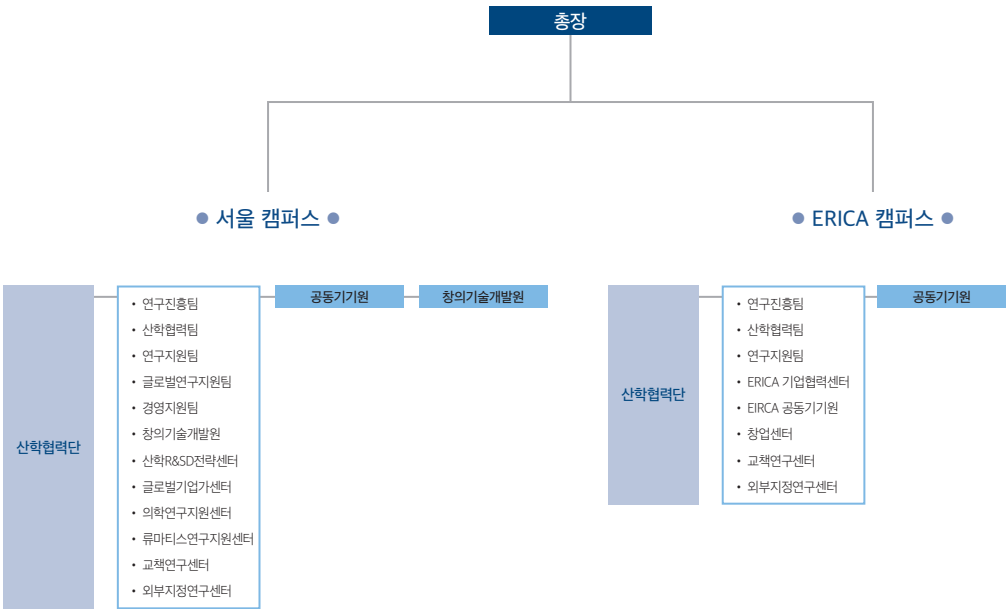 총장
● 서울 캠퍼스 ●
산학협력단
• 연구진흥팀
• 산학협력팀
• 연구지원팀
• 글로벌연구지원팀
• 경영지원팀
• 창의기술개발원
• 산학R&SD전략센터
• 글로벌기업가센터
• 의학연구지원센터
• 류마티스연구지원센터
• 교책연구센터
• 외부지정연구센터
공동기기원
창의기술개발원
● ERICA 캠퍼스 ●
산학협력단
• 연구진흥팀
• 산학협력팀
• 연구지원팀
• ERICA 기업협력센터
• EIRCA 공동기기원
• 창업센터
• 교책연구센터
• 외부지정연구센터
공동기기원